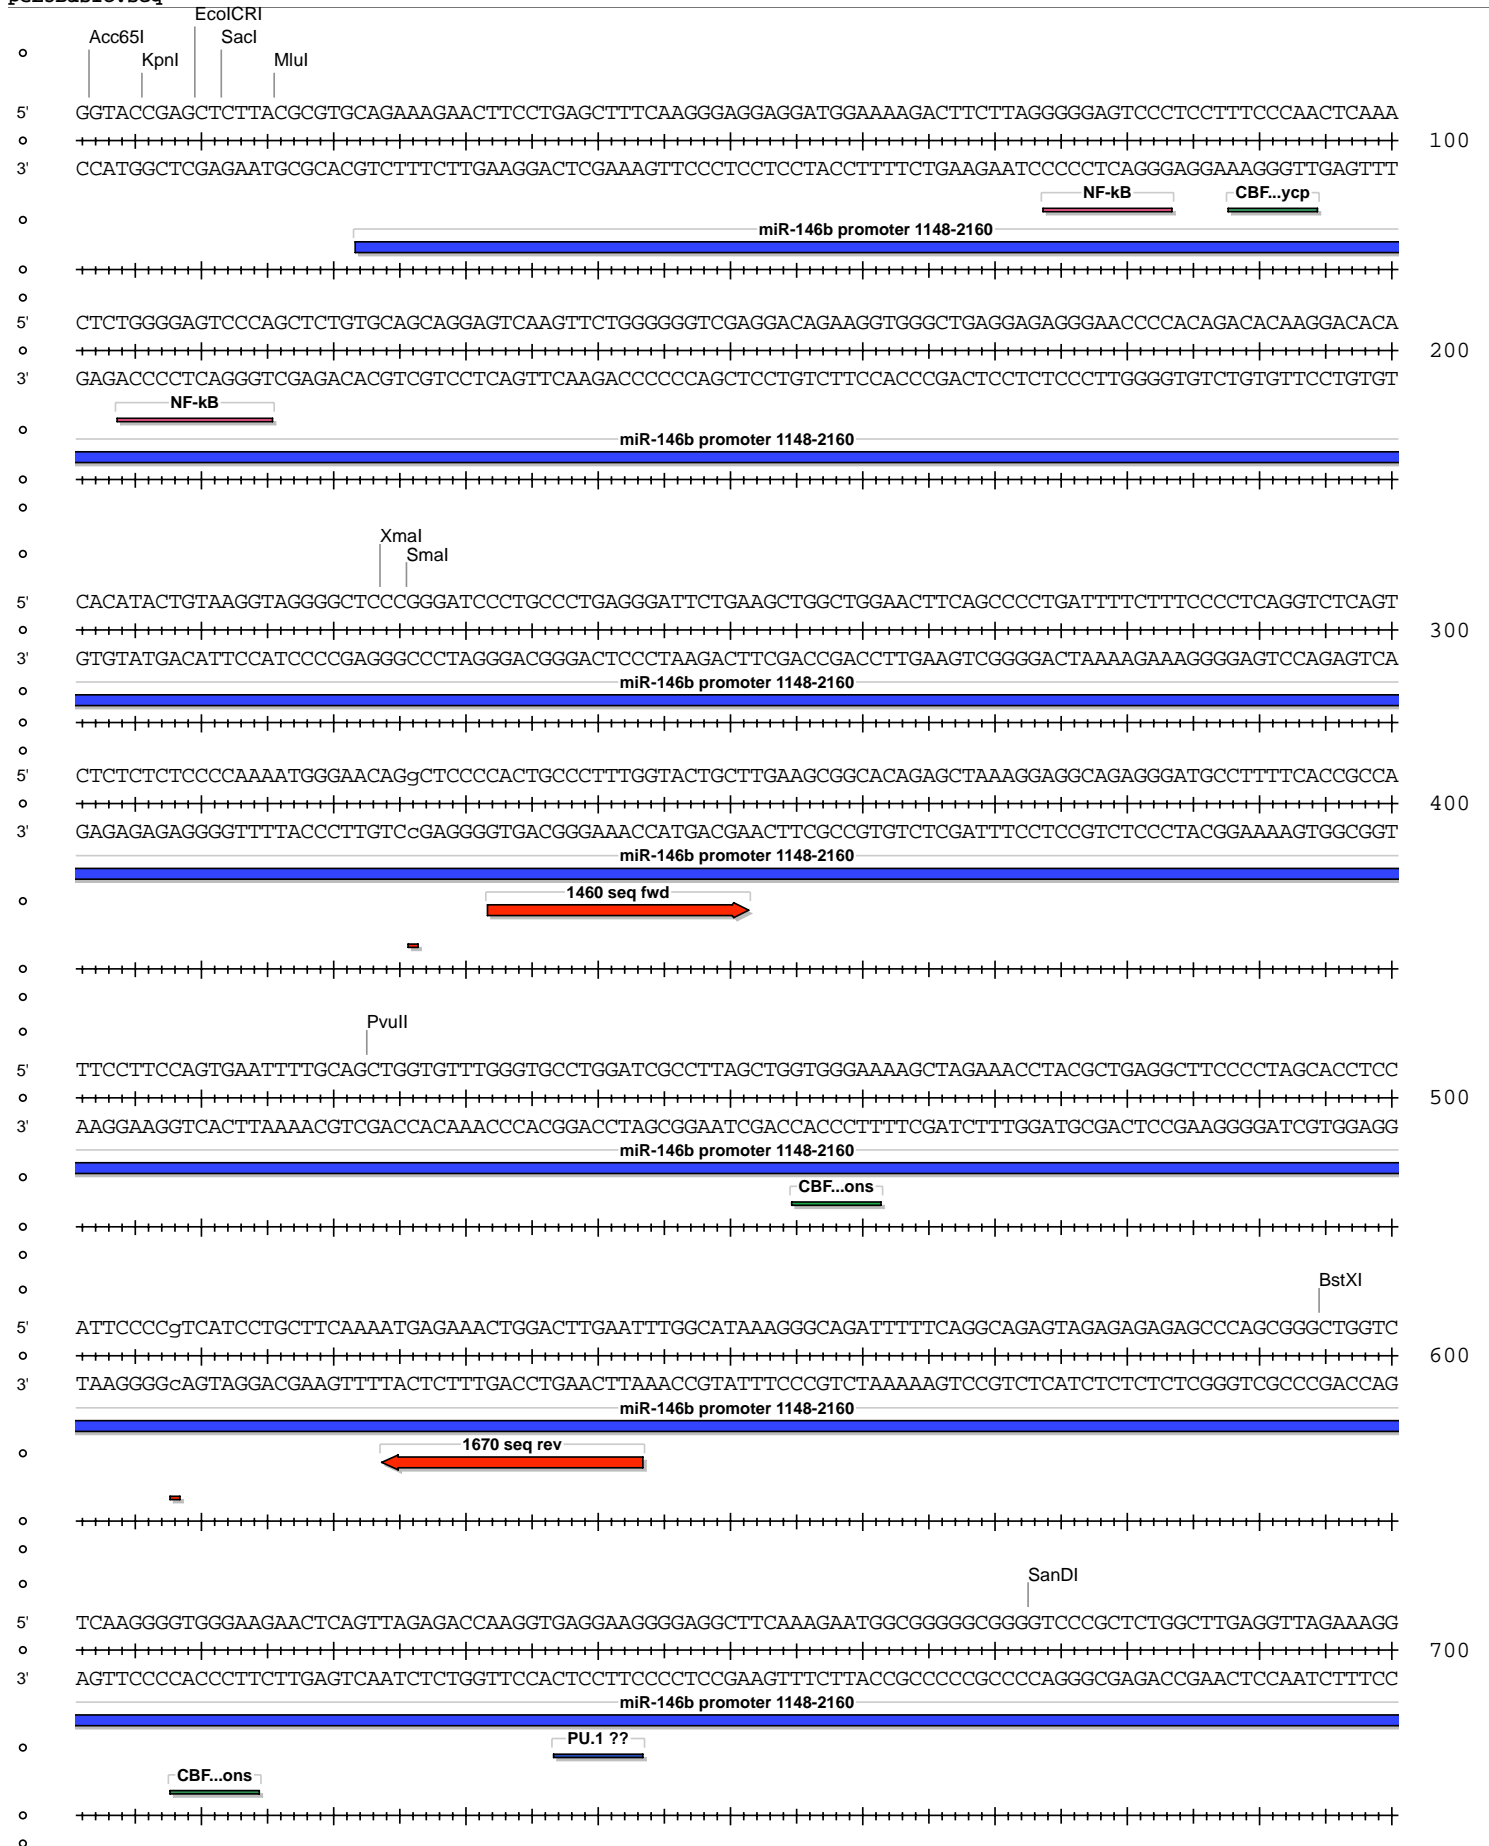 EcoICRI
Acc65I SacI
KpnI MluI
5' GGTACCGAGCTCTTACGCGTGCAGAAAGAACTTCCTGAGCTTTCAAGGGAGGAGGATGGAAAAGACTTCTTAGGGGGAGTCCCTCCTTTCCCAACTCAAA
100
3' CCATGGCTCGAGAATGCGCACGTCTTTCTTGAAGGACTCGAAAGTTCCCTCCTCCTACCTTTTCTGAAGAATCCCCCTCAGGGAGGAAAGGGTTGAGTTT
NF-kB CBF...ycp
miR-146b promoter 1148-2160
5' CTCTGGGGAGTCCCAGCTCTGTGCAGCAGGAGTCAAGTTCTGGGGGGTCGAGGACAGAAGGTGGGCTGAGGAGAGGGAACCCCACAGACACAAGGACACA
200
3' GAGACCCCTCAGGGTCGAGACACGTCGTCCTCAGTTCAAGACCCCCCAGCTCCTGTCTTCCACCCGACTCCTCTCCCTTGGGGTGTCTGTGTTCCTGTGT
NF-kB
miR-146b promoter 1148-2160
XmaI
SmaI
5' CACATACTGTAAGGTAGGGGCTCCCGGGATCCCTGCCCTGAGGGATTCTGAAGCTGGCTGGAACTTCAGCCCCTGATTTTCTTTCCCCTCAGGTCTCAGT
300
3' GTGTATGACATTCCATCCCCGAGGGCCCTAGGGACGGGACTCCCTAAGACTTCGACCGACCTTGAAGTCGGGGACTAAAAGAAAGGGGAGTCCAGAGTCA
miR-146b promoter 1148-2160
5' CTCTCTCTCCCCAAAATGGGAACAGgCTCCCCACTGCCCTTTGGTACTGCTTGAAGCGGCACAGAGCTAAAGGAGGCAGAGGGATGCCTTTTCACCGCCA
400
3' GAGAGAGAGGGGTTTTACCCTTGTCcGAGGGGTGACGGGAAACCATGACGAACTTCGCCGTGTCTCGATTTCCTCCGTCTCCCTACGGAAAAGTGGCGGT
miR-146b promoter 1148-2160
1460 seq fwd
PvuII
5' TTCCTTCCAGTGAATTTTGCAGCTGGTGTTTGGGTGCCTGGATCGCCTTAGCTGGTGGGAAAAGCTAGAAACCTACGCTGAGGCTTCCCCTAGCACCTCC
500
3' AAGGAAGGTCACTTAAAACGTCGACCACAAACCCACGGACCTAGCGGAATCGACCACCCTTTTCGATCTTTGGATGCGACTCCGAAGGGGATCGTGGAGG
miR-146b promoter 1148-2160
CBF...ons
BstXI
5' ATTCCCCgTCATCCTGCTTCAAAATGAGAAACTGGACTTGAATTTGGCATAAAGGGCAGATTTTTCAGGCAGAGTAGAGAGAGAGCCCAGCGGGCTGGTC
600
3' TAAGGGGcAGTAGGACGAAGTTTTACTCTTTGACCTGAACTTAAACCGTATTTCCCGTCTAAAAAGTCCGTCTCATCTCTCTCTCGGGTCGCCCGACCAG
miR-146b promoter 1148-2160
1670 seq rev
SanDI
5' TCAAGGGGTGGGAAGAACTCAGTTAGAGACCAAGGTGAGGAAGGGGAGGCTTCAAAGAATGGCGGGGGCGGGGTCCCGCTCTGGCTTGAGGTTAGAAAGG
700
3' AGTTCCCCACCCTTCTTGAGTCAATCTCTGGTTCCACTCCTTCCCCTCCGAAGTTTCTTACCGCCCCCGCCCCAGGGCGAGACCGAACTCCAATCTTTCC
miR-146b promoter 1148-2160
PU.1 ??
CBF...ons